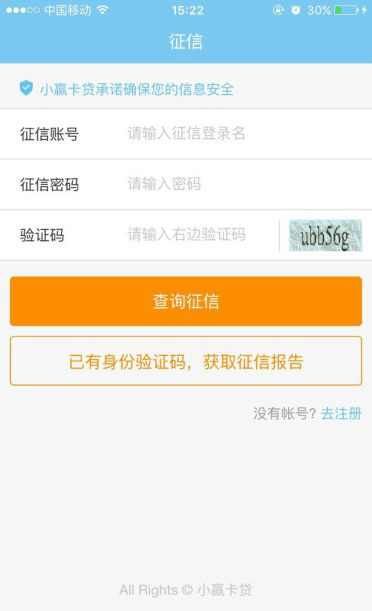 中国移动 15:22 30%
征信
小赢卡贷承诺确保您的信息安全
征信账号 请输入征信登录名
征信密码 请输入密码
验证码 请输入右边验证码 ubb56g
查询征信
已有身份验证码，获取征信报告
没有帐号? 去注册
All Rights © 小赢卡贷